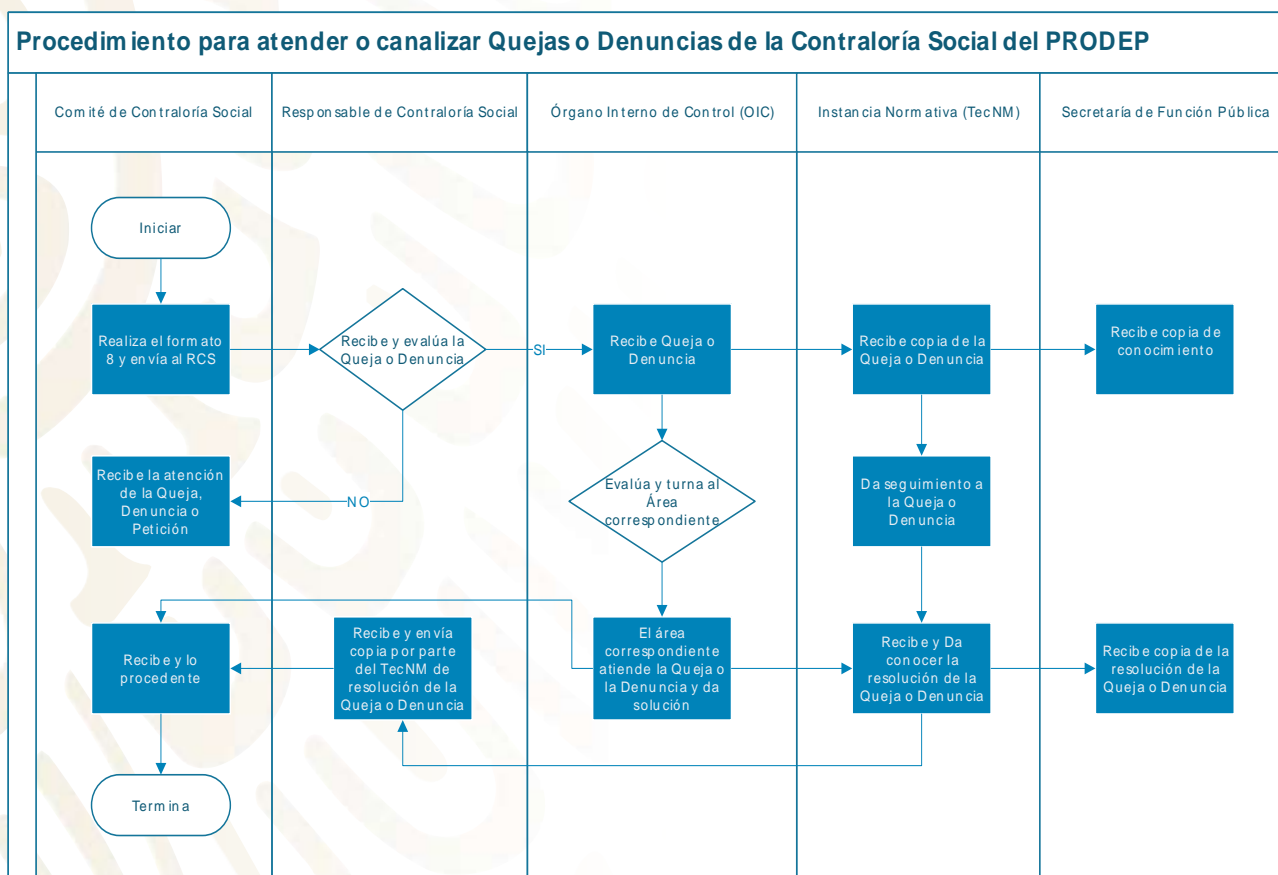 Procedimiento para atender o canalizar Quejas o Denuncias de la Contraloría Social del PRODEP
Comité de Contraloría Social
Responsable de Contraloría Social
Órgano Interno de Control (OIC)
Instancia Normativa (TecNM)
Secretaría de Función Pública
Iniciar
Realiza el formato
8 y envía al RCS
Recibe y evalúa la
Queja o Denuncia
SI
Recibe Queja o
Denuncia
Recibe copia de la
Queja o Denuncia
Recibe copia de
conocimiento
Recibe la atención
de la Queja,
Denuncia o
Petición
NO
Evalúa y turna al
Área
correspondiente
Da seguimiento a
la Queja o
Denuncia
Recibe y lo
procedente
Recibe y envía
copia por parte
del TecNM de
resolución de la
Queja o Denuncia
El área
correspondiente
atiende la Queja o
la Denuncia y da
solución
Recibe y Da
conocer la
resolución de la
Queja o Denuncia
Recibe copia de la
resolución de la
Queja o Denuncia
Termina